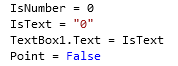 IsNumber = 0
IsText = "0"
TextBox1.Text = IsText
Point = False